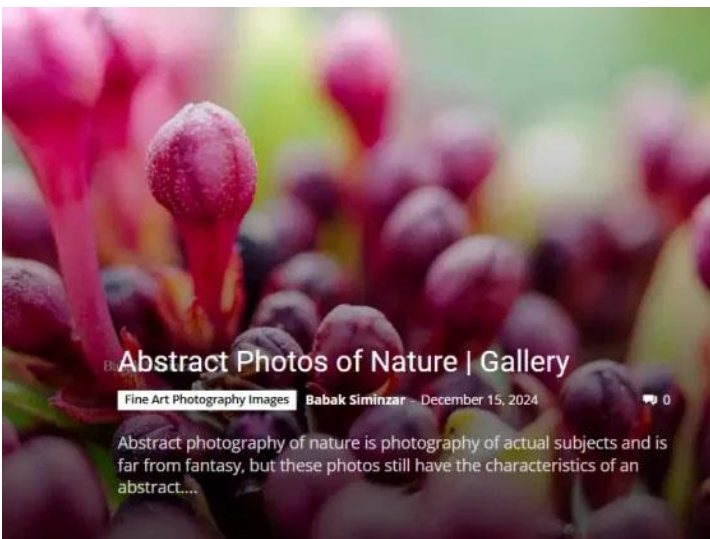 Abstract Photos of Nature | Gallery
Fine Art Photography Images Babak Siminzar - December 15, 2024 0
Abstract photography of nature is photography of actual subjects and is
far from fantasy, but these photos still have the characteristics of an
abstract....